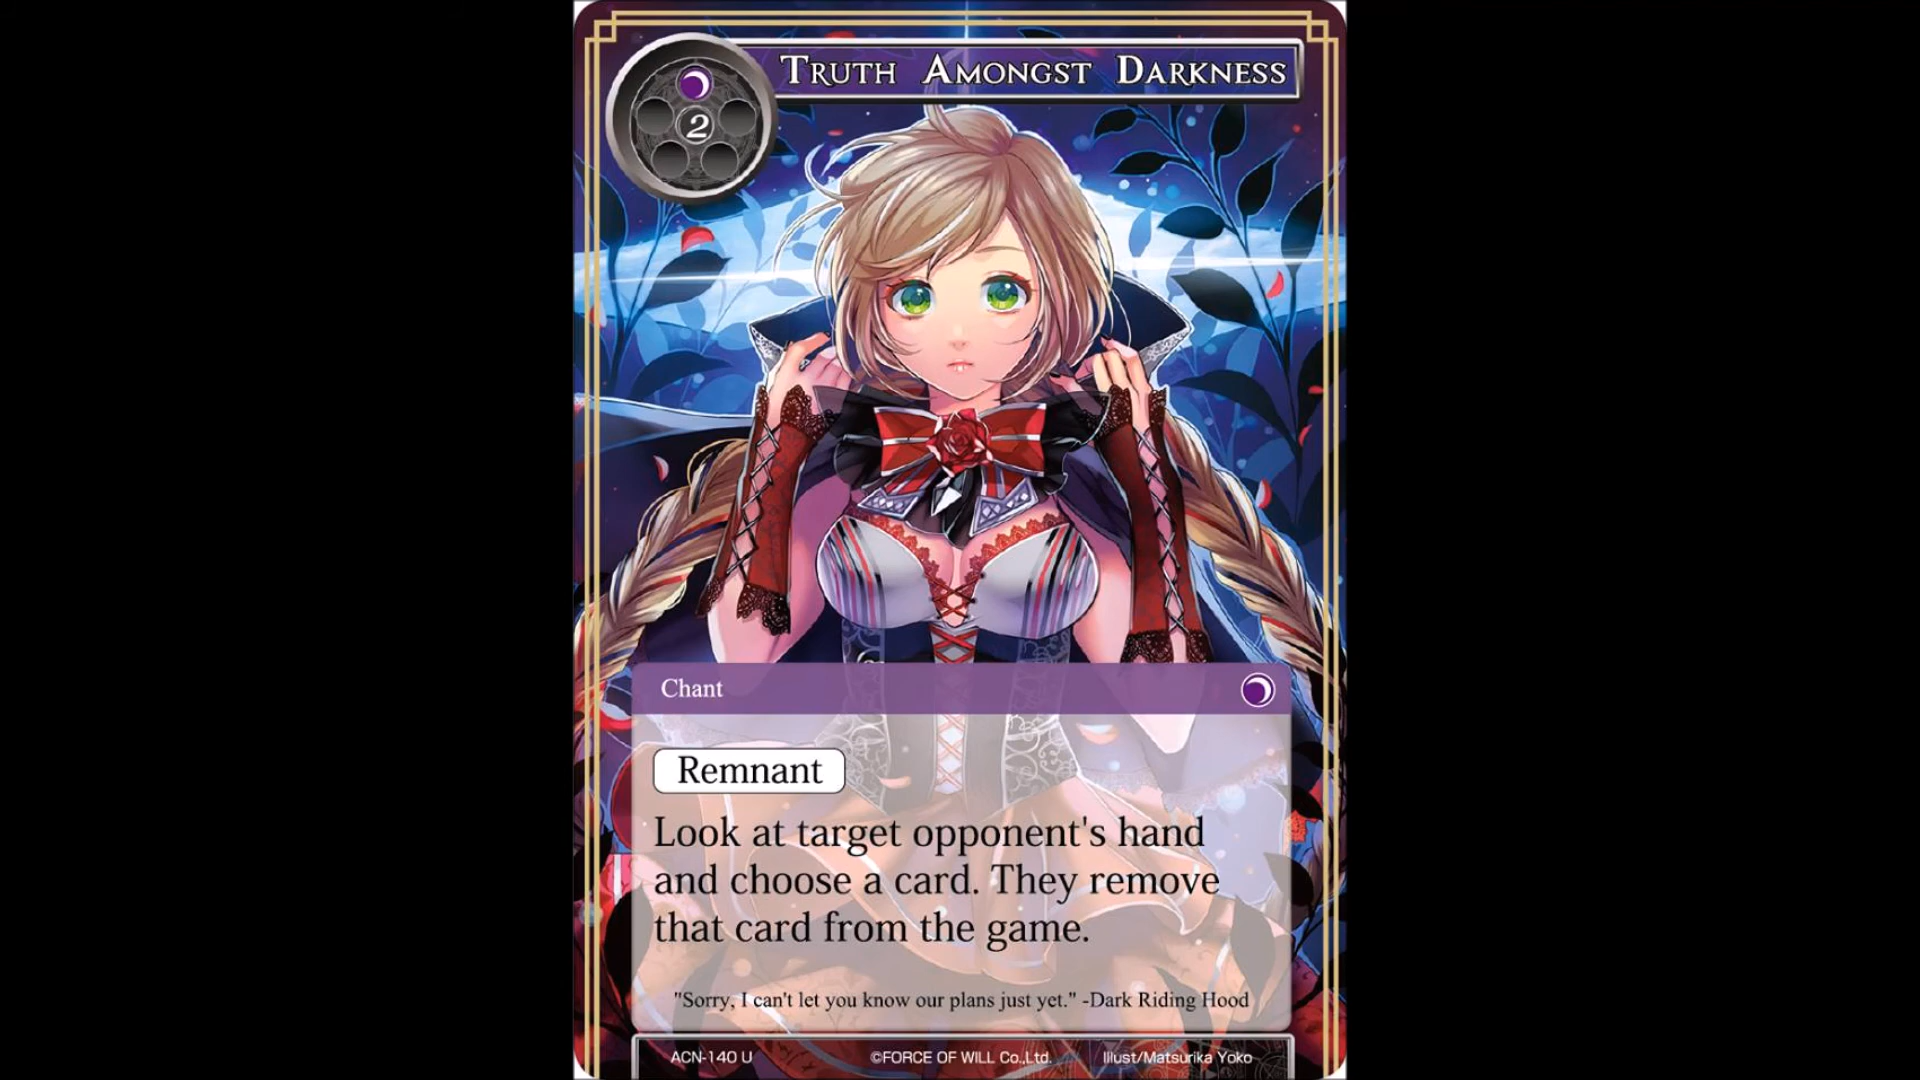 Truth Amongst Darkness
2
Chant
Remnant
Look at target opponent's hand
and choose a card. They remove
that card from the game.
"Sorry, I can't let you know our plans just yet." -Dark Riding Hood
ACN-140 U ©FORCE OF WILL Co.,Ltd. Illust/Matsurika Yoko